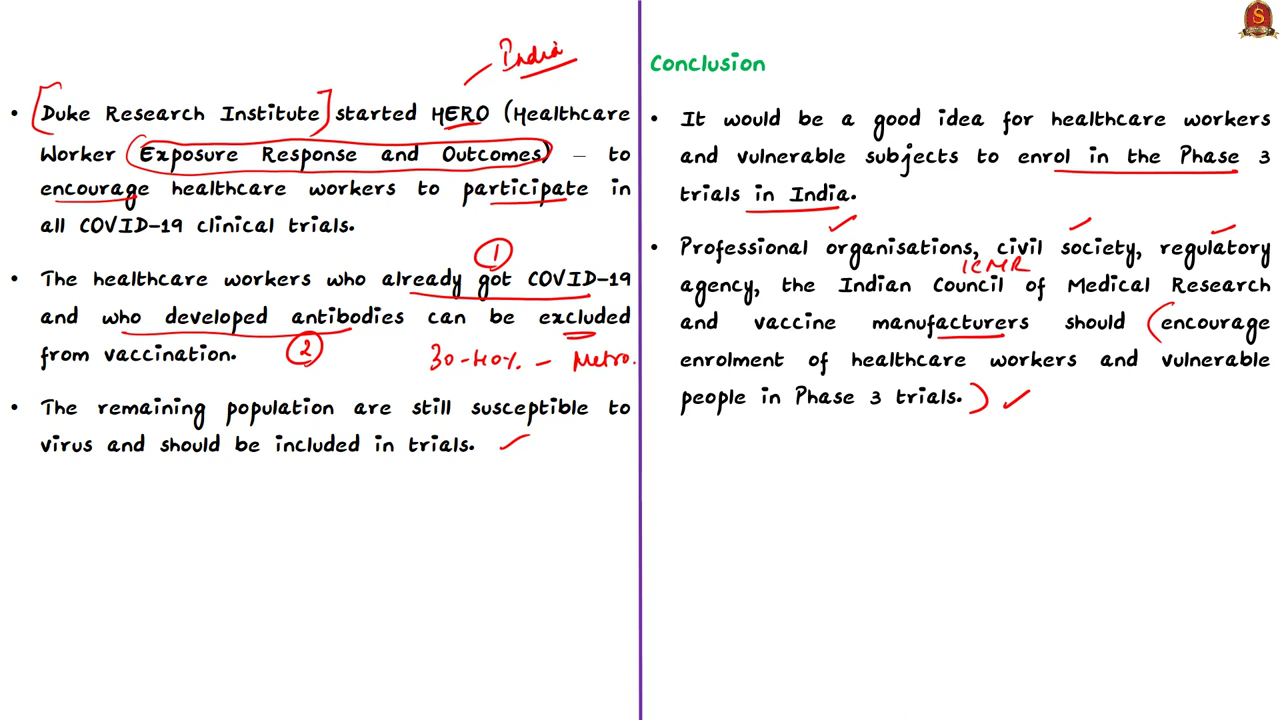 India
• Duke Research Institute started HERO (Healthcare
Worker Exposure Response and Outcomes) – to
encourage healthcare workers to participate in
all COVID-19 clinical trials.
1
• The healthcare workers who already got COVID-19
and who developed antibodies can be excluded
from vaccination.
2
30-40% - Metro.
• The remaining population are still susceptible to
virus and should be included in trials.
Conclusion
• It would be a good idea for healthcare workers
and vulnerable subjects to enrol in the Phase 3
trials in India.
• Professional organisations, civil society, regulatory
ICMR
agency, the Indian Council of Medical Research
and vaccine manufacturers should encourage
enrolment of healthcare workers and vulnerable
people in Phase 3 trials.
S